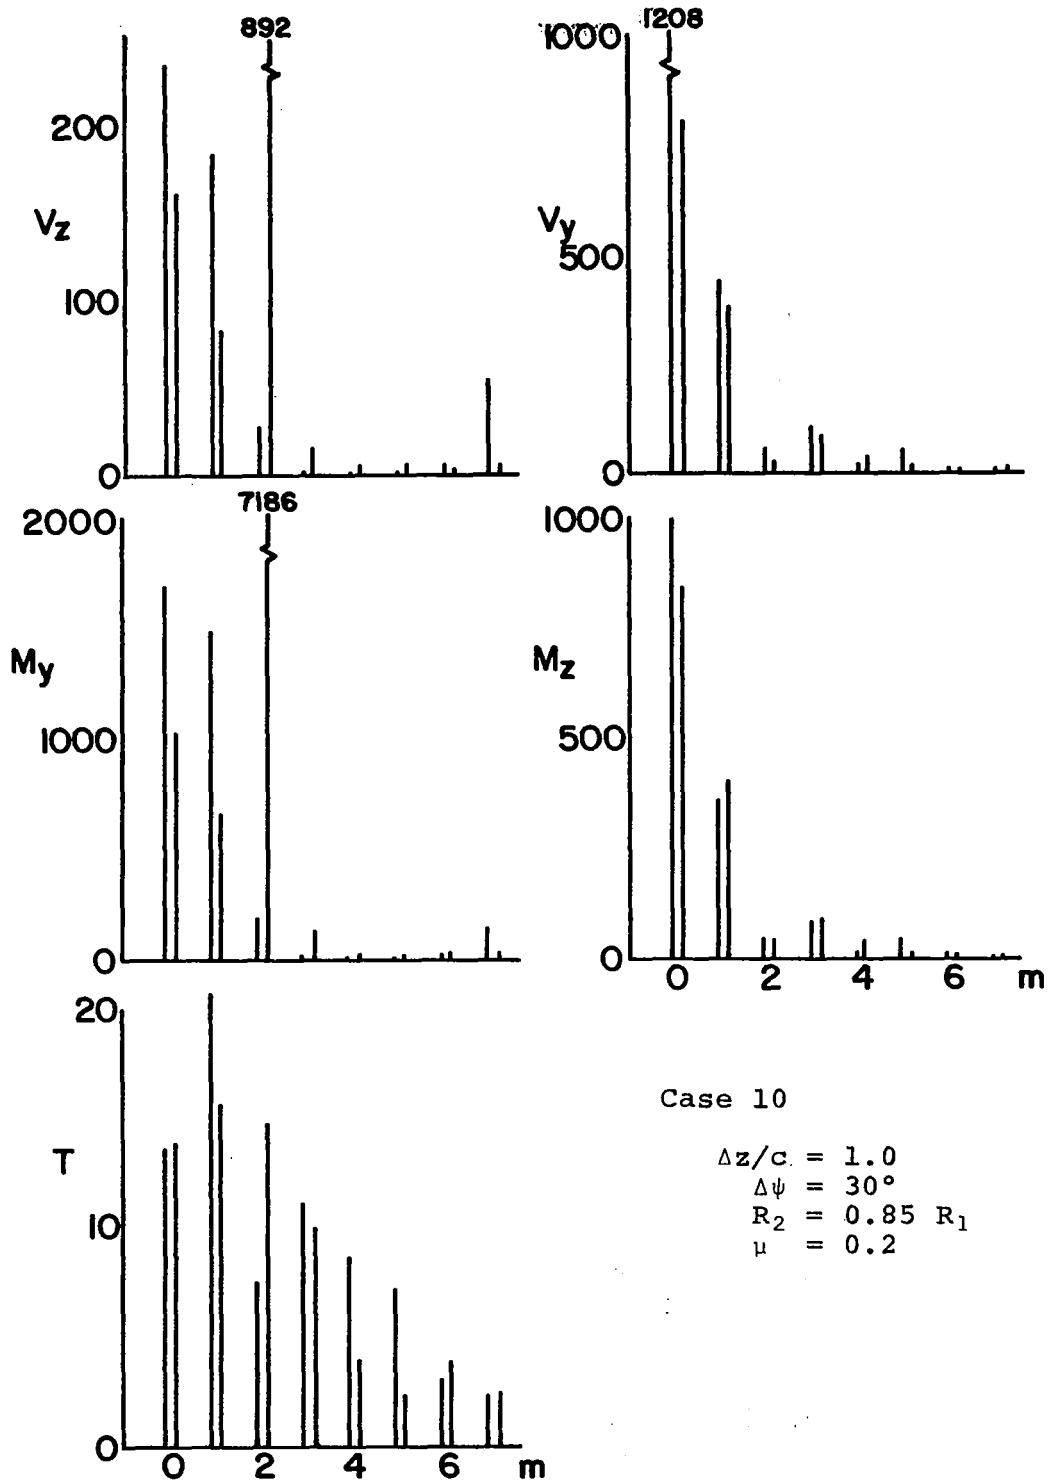 892
200
Vz
100
0
1208
1000
Vy
500
0
7186
2000
My
1000
0
1000
Mz
500
0
0 2 4 6 m
20
T
10
0
0 2 4 6 m
Case 10
Δz/c = 1.0
Δψ = 30°
R₂ = 0.85 R₁
μ = 0.2